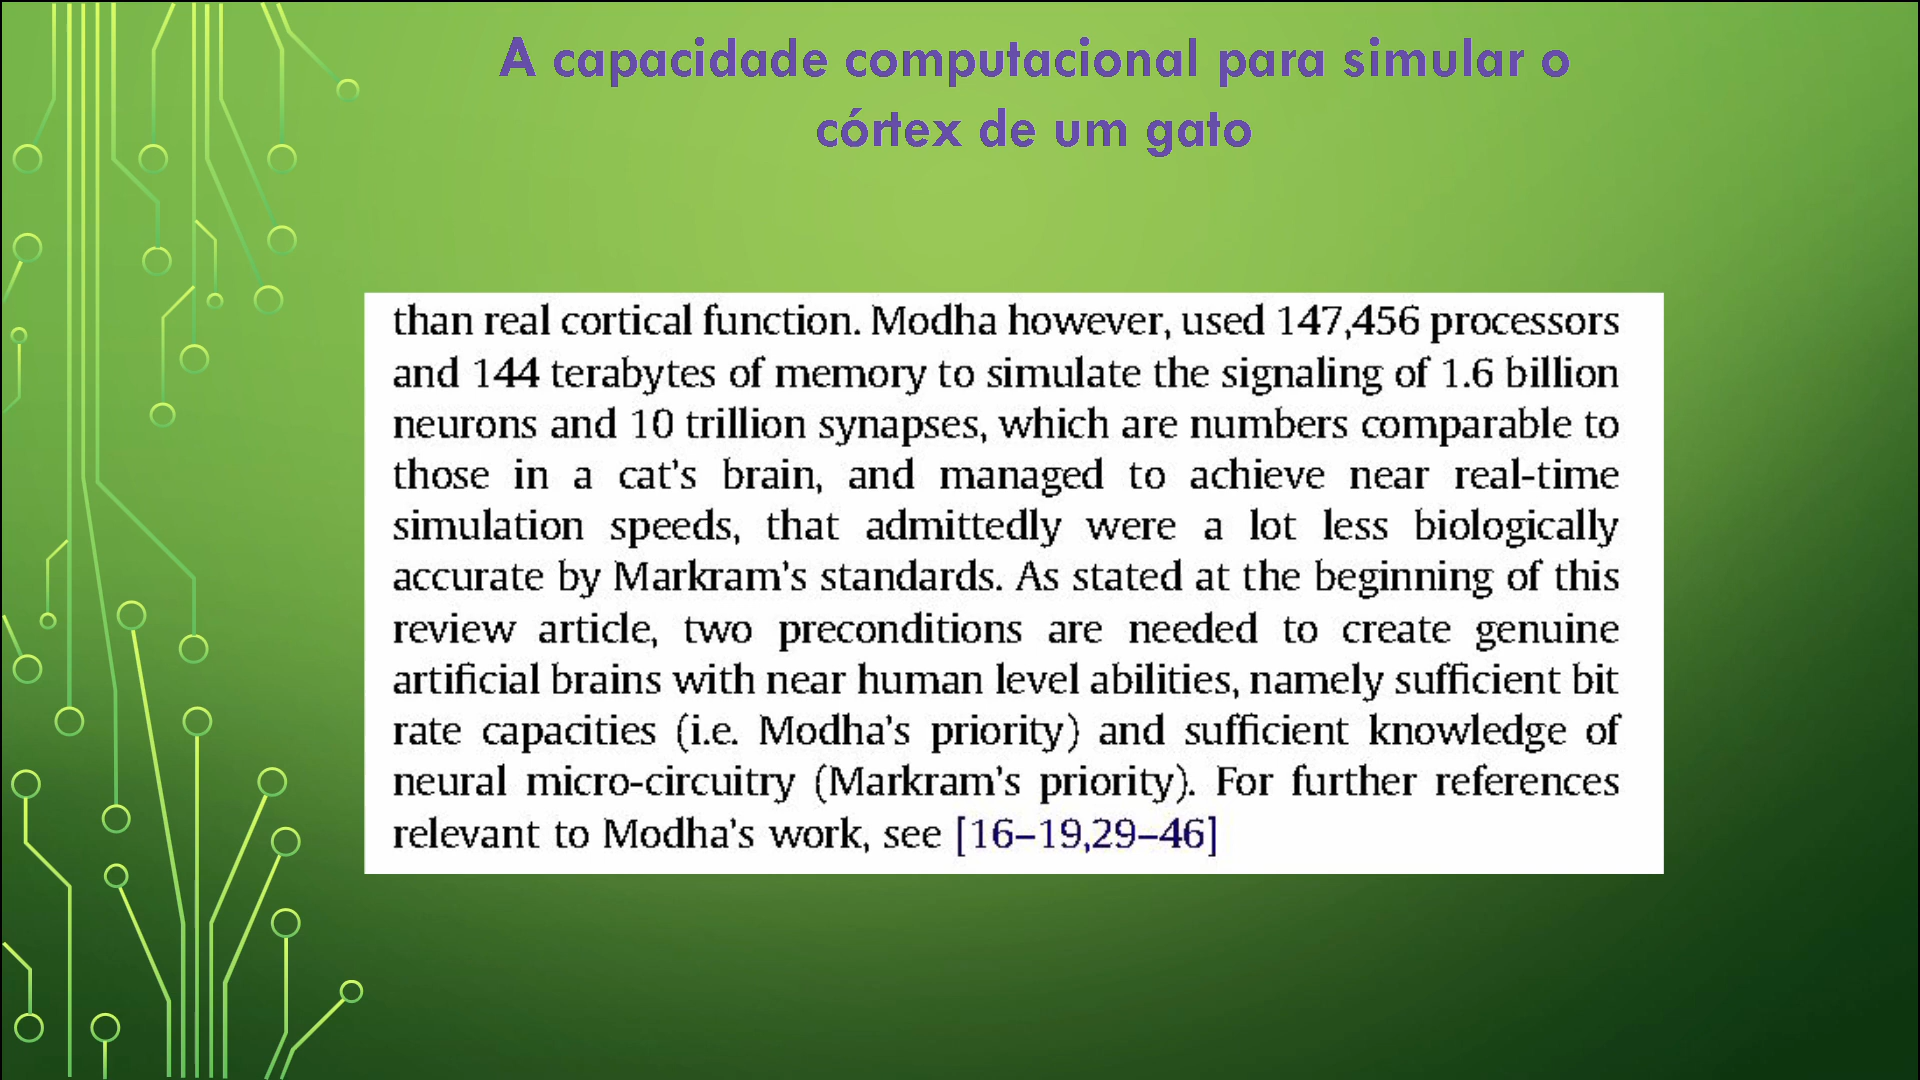 A capacidade computacional para simular o
córtex de um gato
than real cortical function. Modha however, used 147,456 processors
and 144 terabytes of memory to simulate the signaling of 1.6 billion
neurons and 10 trillion synapses, which are numbers comparable to
those in a cat's brain, and managed to achieve near real-time
simulation speeds, that admittedly were a lot less biologically
accurate by Markram's standards. As stated at the beginning of this
review article, two preconditions are needed to create genuine
artificial brains with near human level abilities, namely sufficient bit
rate capacities (i.e. Modha's priority) and sufficient knowledge of
neural micro-circuitry (Markram's priority). For further references
relevant to Modha's work, see [16–19,29–46]